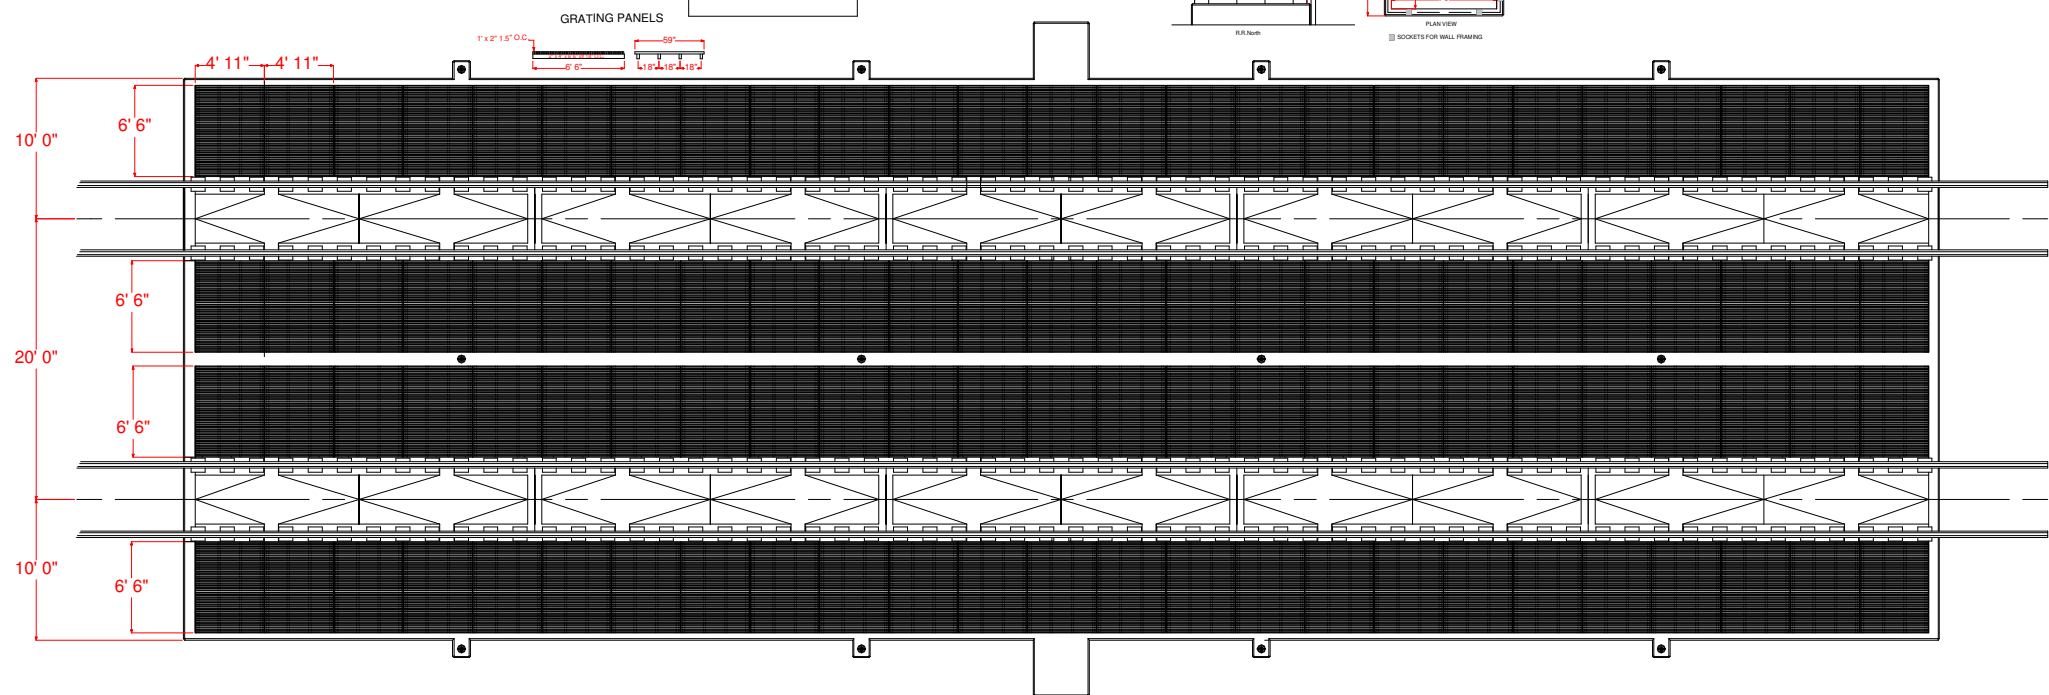 GRATING PANELS
R.R.North
PLAN VIEW
SOCKETS FOR WALL FRAMING
1" x 2" 1.5" O.C.
59"
6' 6"
18" 18" 18"
4' 11" 4' 11"
10' 0"
6' 6"
6' 6"
20' 0"
6' 6"
10' 0"
6' 6"